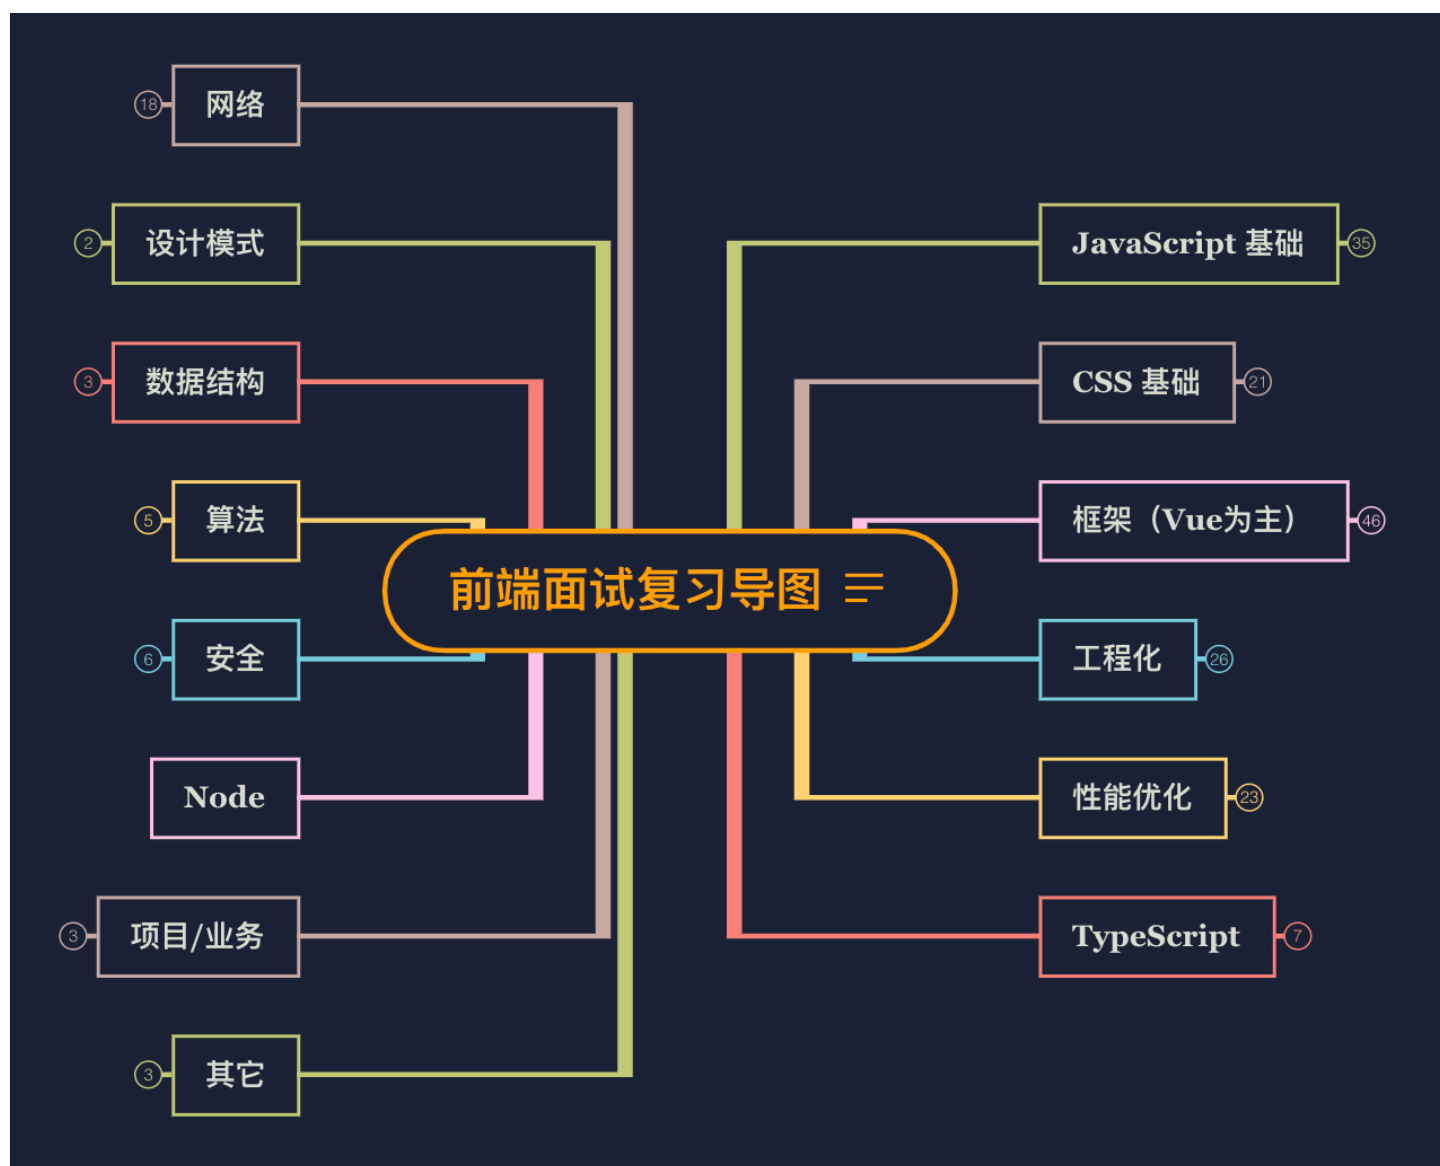 网络
18
设计模式
2
数据结构
3
算法
5
安全
6
Node
项目/业务
3
其它
3
前端面试复习导图
JavaScript 基础
35
CSS 基础
21
框架（Vue为主）
46
工程化
26
性能优化
23
TypeScript
7